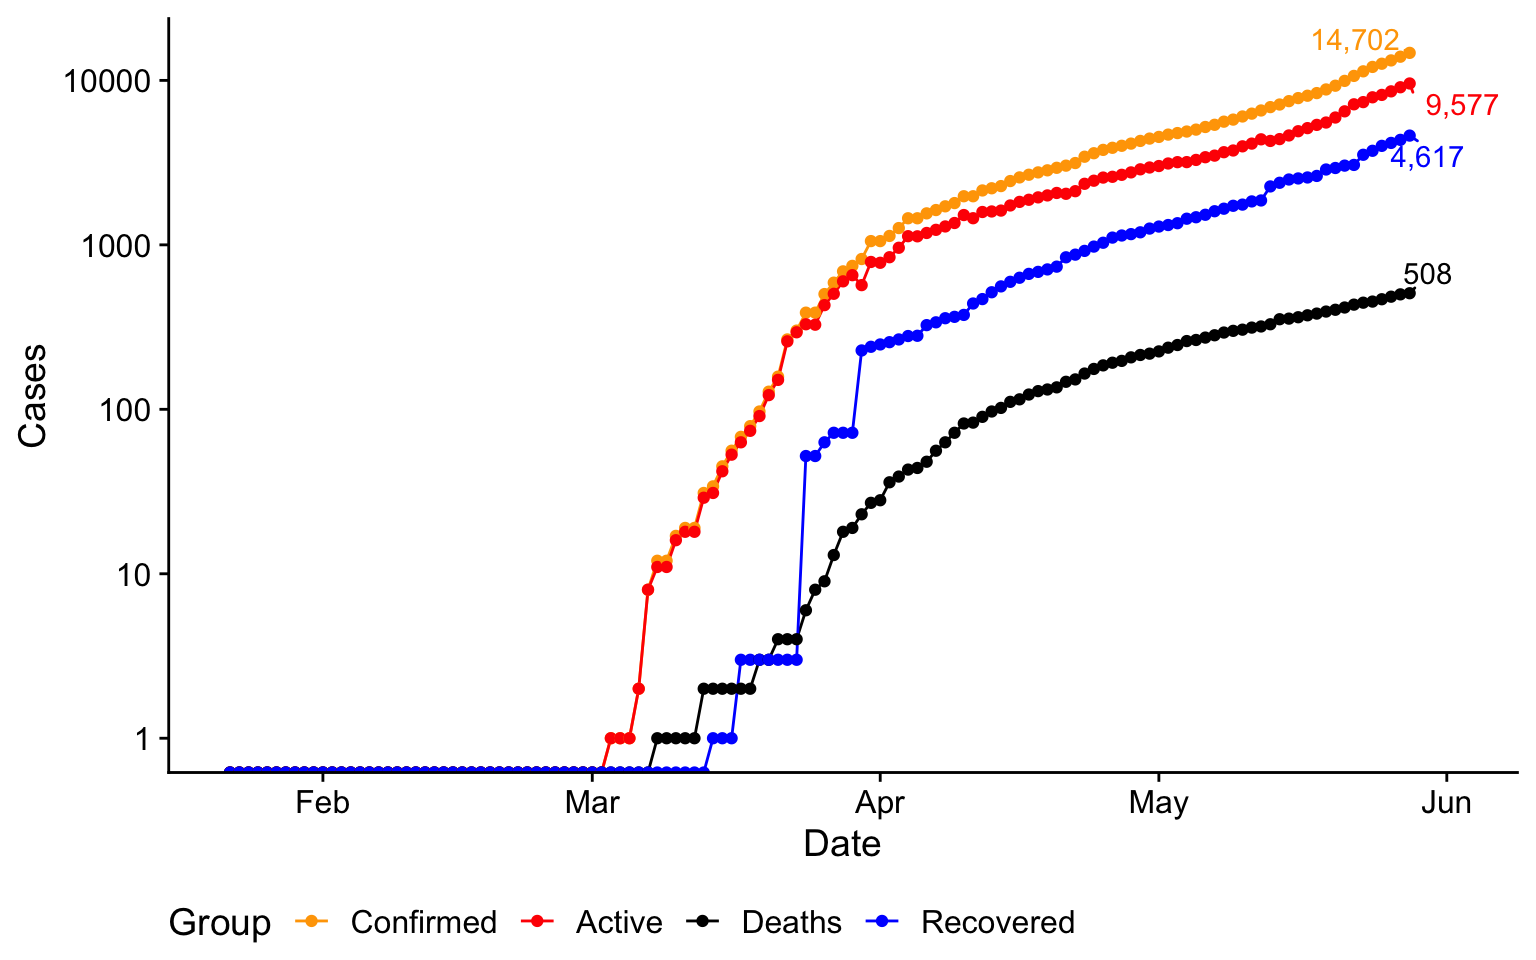 14,702
10000
9,577
4,617
1000
508
Cases
100
10
1
Feb Mar Apr May Jun
Date
Group Confirmed Active Deaths Recovered